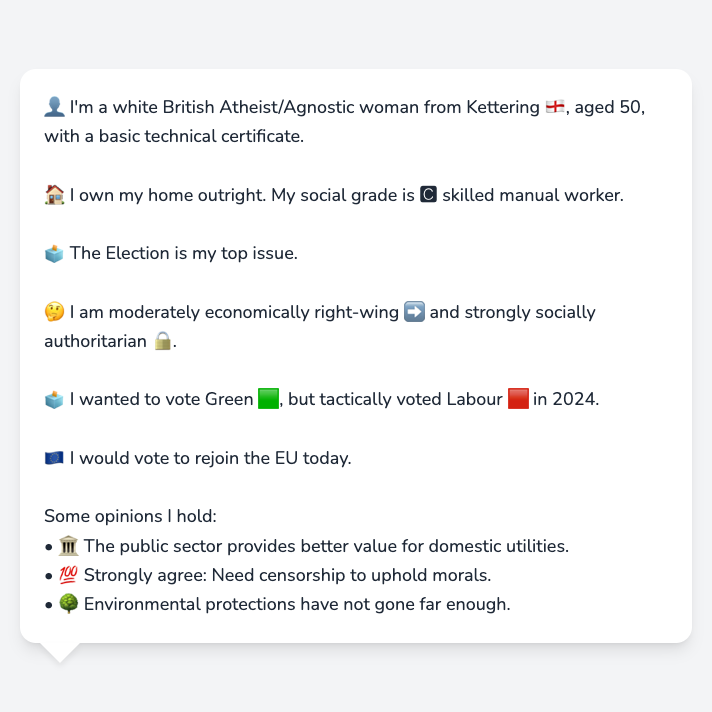 👤 I'm a white British Atheist/Agnostic woman from Kettering 🏴󠁧󠁢󠁥󠁮󠁧󠁿, aged 50,
with a basic technical certificate.
🏠 I own my home outright. My social grade is 🅲 skilled manual worker.
🗳️ The Election is my top issue.
🤔 I am moderately economically right-wing ➡️ and strongly socially
authoritarian 🔒.
🗳️ I wanted to vote Green 🟩, but tactically voted Labour 🟥 in 2024.
🇪🇺 I would vote to rejoin the EU today.
Some opinions I hold:
• 🏛️ The public sector provides better value for domestic utilities.
• 💯 Strongly agree: Need censorship to uphold morals.
• 🌳 Environmental protections have not gone far enough.